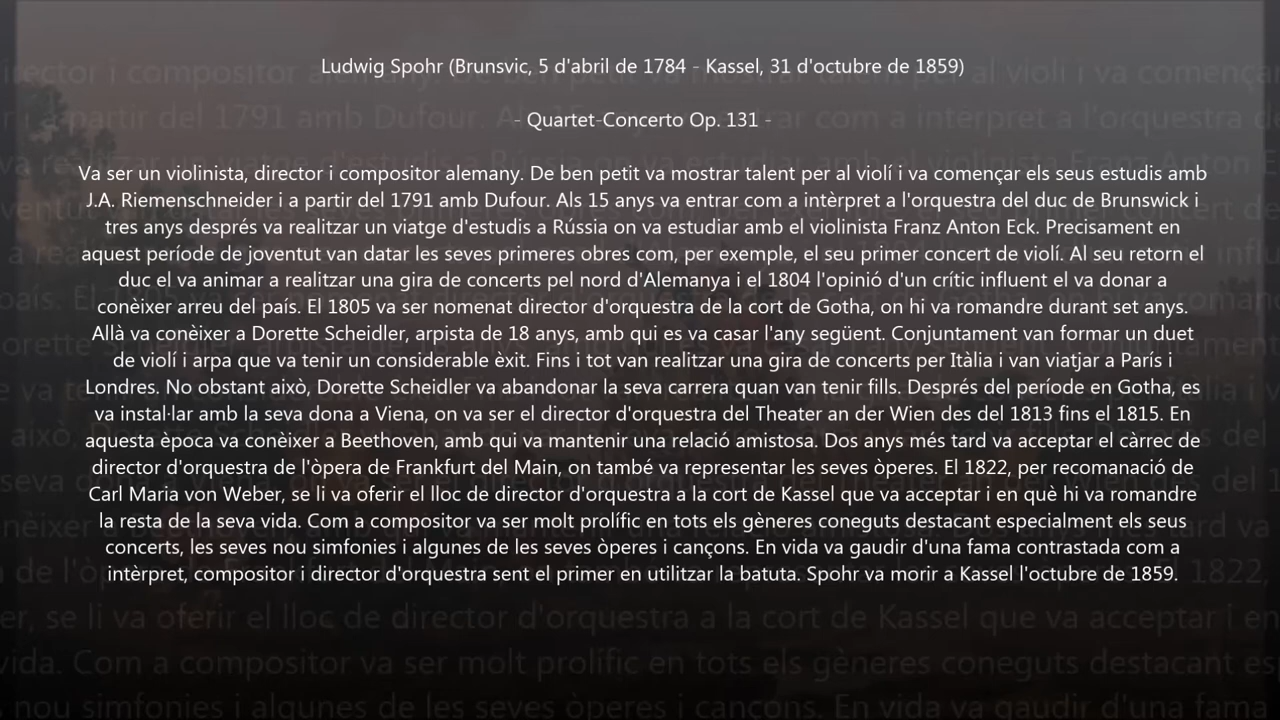 Ludwig Spohr (Brunsvic, 5 d'abril de 1784 - Kassel, 31 d'octubre de 1859)
- Quartet-Concerto Op. 131 -
Va ser un violinista, director i compositor alemany. De ben petit va mostrar talent per al violí i va començar els seus estudis amb
J.A. Riemenschneider i a partir del 1791 amb Dufour. Als 15 anys va entrar com a intèrpret a l'orquestra del duc de Brunswick i
tres anys després va realitzar un viatge d'estudis a Rússia on va estudiar amb el violinista Franz Anton Eck. Precisament en
aquest període de joventut van datar les seves primeres obres com, per exemple, el seu primer concert de violí. Al seu retorn el
duc el va animar a realitzar una gira de concerts pel nord d'Alemanya i el 1804 l'opinió d'un crític influent el va donar a
conèixer arreu del país. El 1805 va ser nomenat director d'orquestra de la cort de Gotha, on hi va romandre durant set anys.
Allà va conèixer a Dorette Scheidler, arpista de 18 anys, amb qui es va casar l'any següent. Conjuntament van formar un duet
de violí i arpa que va tenir un considerable èxit. Fins i tot van realitzar una gira de concerts per Itàlia i van viatjar a París i
Londres. No obstant això, Dorette Scheidler va abandonar la seva carrera quan van tenir fills. Després del període en Gotha, es
va instal·lar amb la seva dona a Viena, on va ser el director d'orquestra del Theater an der Wien des del 1813 fins el 1815. En
aquesta època va conèixer a Beethoven, amb qui va mantenir una relació amistosa. Dos anys més tard va acceptar el càrrec de
director d'orquestra de l'òpera de Frankfurt del Main, on també va representar les seves òperes. El 1822, per recomanació de
Carl Maria von Weber, se li va oferir el lloc de director d'orquestra a la cort de Kassel que va acceptar i en què hi va romandre
la resta de la seva vida. Com a compositor va ser molt prolífic en tots els gèneres coneguts destacant especialment els seus
concerts, les seves nou simfonies i algunes de les seves òperes i cançons. En vida va gaudir d'una fama contrastada com a
intèrpret, compositor i director d'orquestra sent el primer en utilitzar la batuta. Spohr va morir a Kassel l'octubre de 1859.